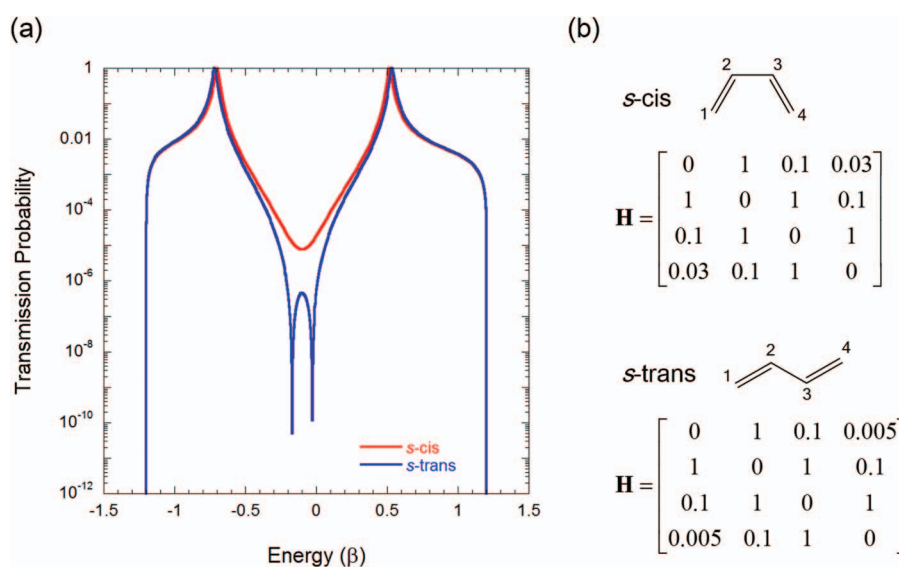 (a)
Transmission Probability
1
0.01
10⁻⁴
10⁻⁶
10⁻⁸
10⁻¹⁰
10⁻¹²
-1.5 -1 -0.5 0 0.5 1 1.5
Energy (β)
s-cis
s-trans
(b)
s-cis
1 2 3 4
H =
0 1 0.1 0.03
1 0 1 0.1
0.1 1 0 1
0.03 0.1 1 0
s-trans
1 2 3 4
H =
0 1 0.1 0.005
1 0 1 0.1
0.1 1 0 1
0.005 0.1 1 0